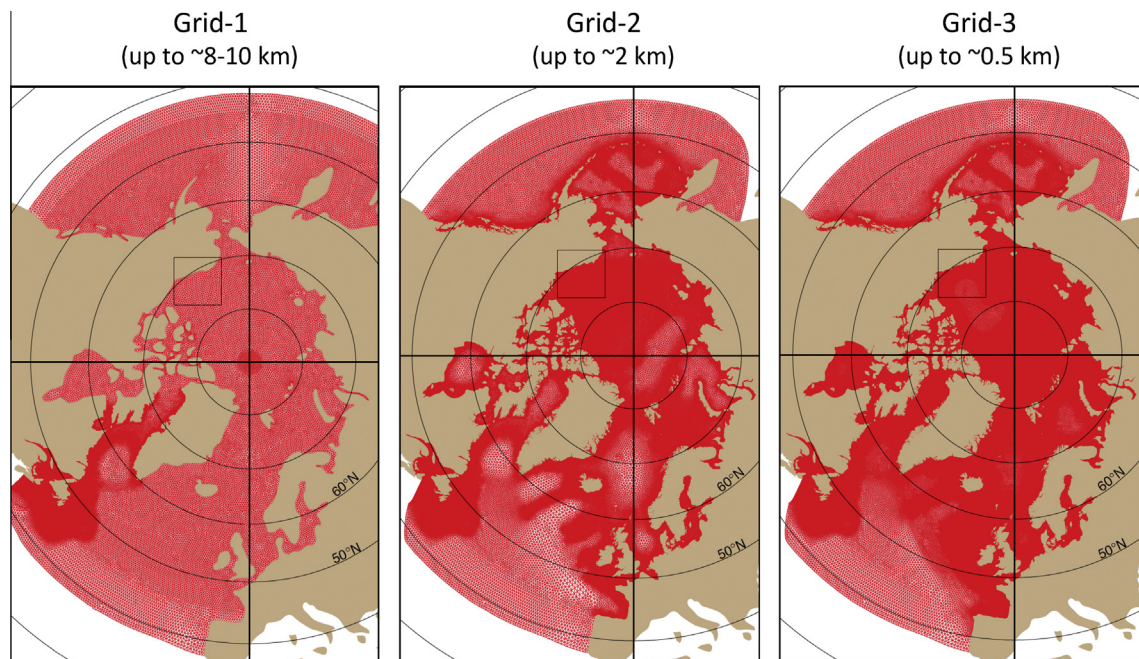 Grid-1
(up to ~8-10 km)
Grid-2
(up to ~2 km)
Grid-3
(up to ~0.5 km)
60°N
50°N
60°N
50°N
60°N
50°N